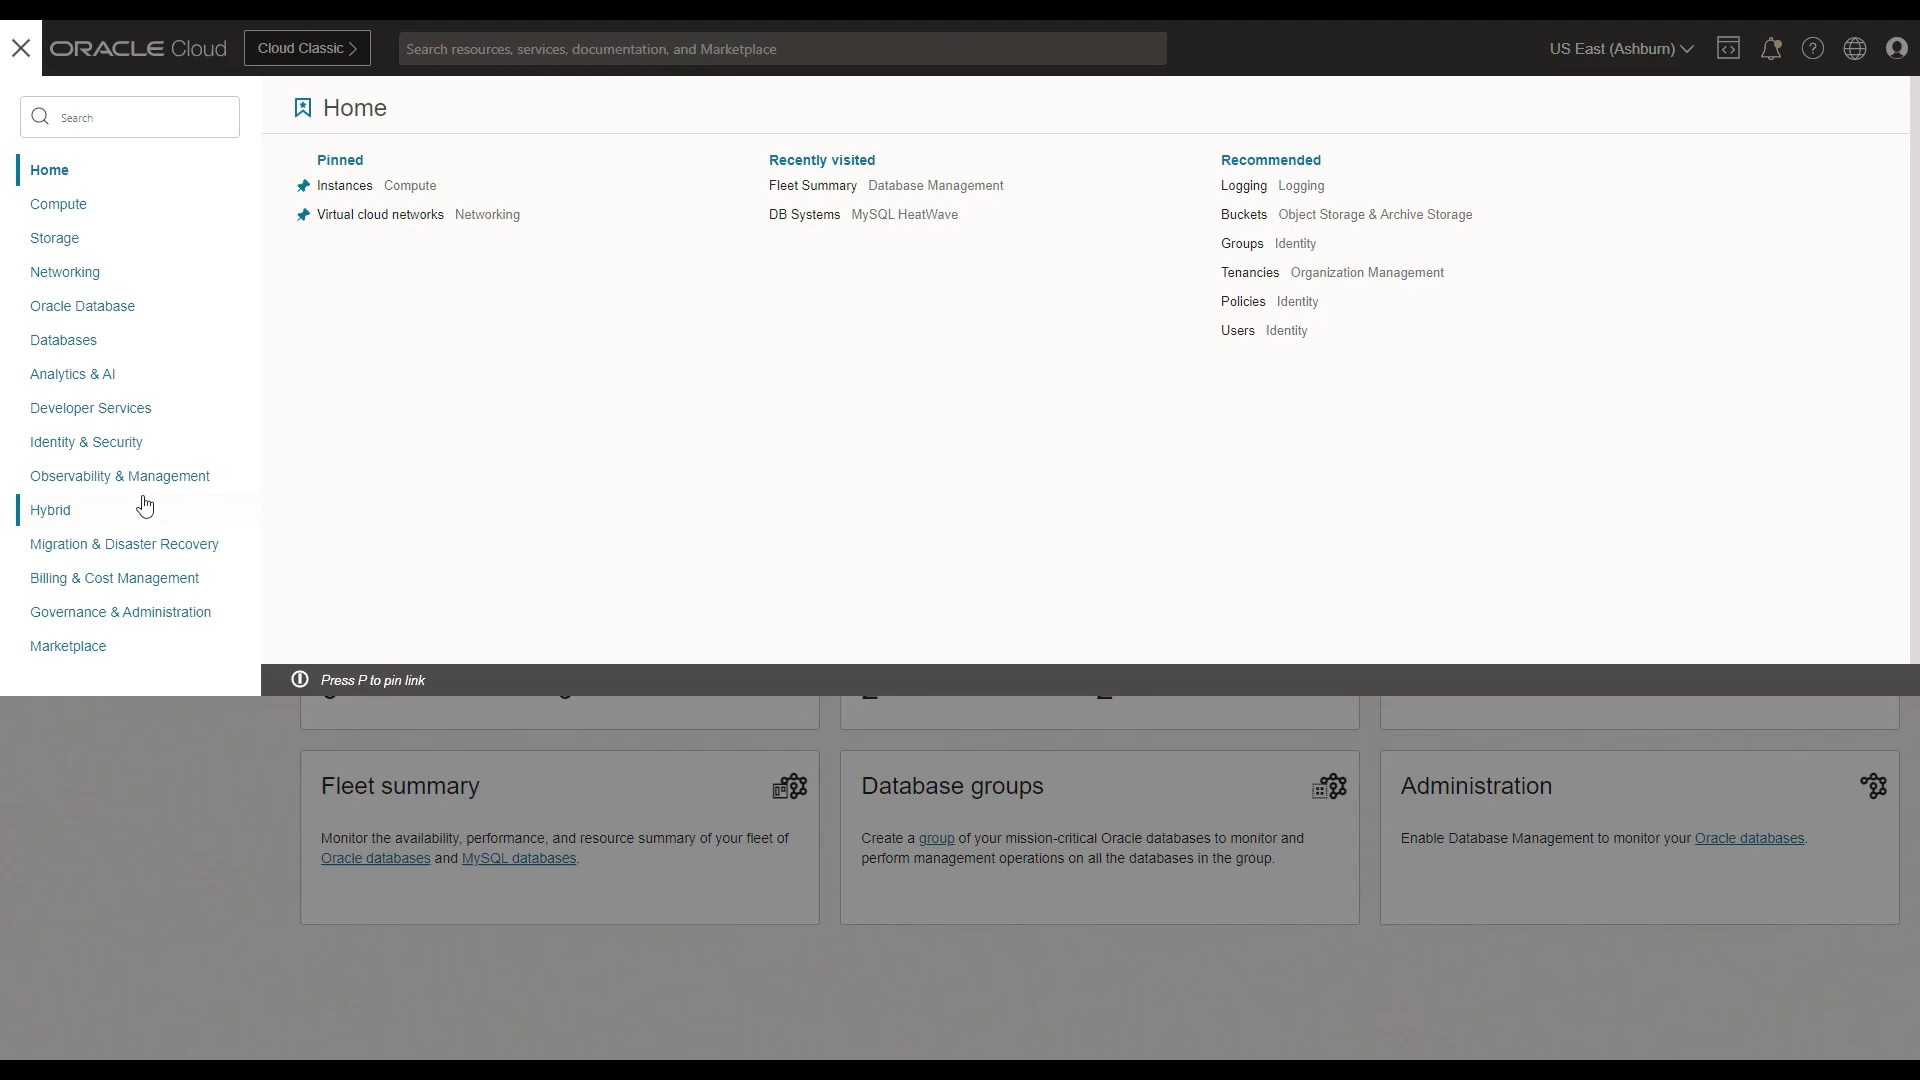 ORACLE Cloud
Cloud Classic >
Search resources, services, documentation, and Marketplace
US East (Ashburn)
Search
Home
Compute
Storage
Networking
Oracle Database
Databases
Analytics & AI
Developer Services
Identity & Security
Observability & Management
Hybrid
Migration & Disaster Recovery
Billing & Cost Management
Governance & Administration
Marketplace
Home
Pinned
Instances Compute
Virtual cloud networks Networking
Recently visited
Fleet Summary Database Management
DB Systems MySQL HeatWave
Recommended
Logging Logging
Buckets Object Storage & Archive Storage
Groups Identity
Tenancies Organization Management
Policies Identity
Users Identity
Press P to pin link
Fleet summary
Monitor the availability, performance, and resource summary of your fleet of
Oracle databases and MySQL databases.
Database groups
Create a group of your mission-critical Oracle databases to monitor and
perform management operations on all the databases in the group.
Administration
Enable Database Management to monitor your Oracle databases.